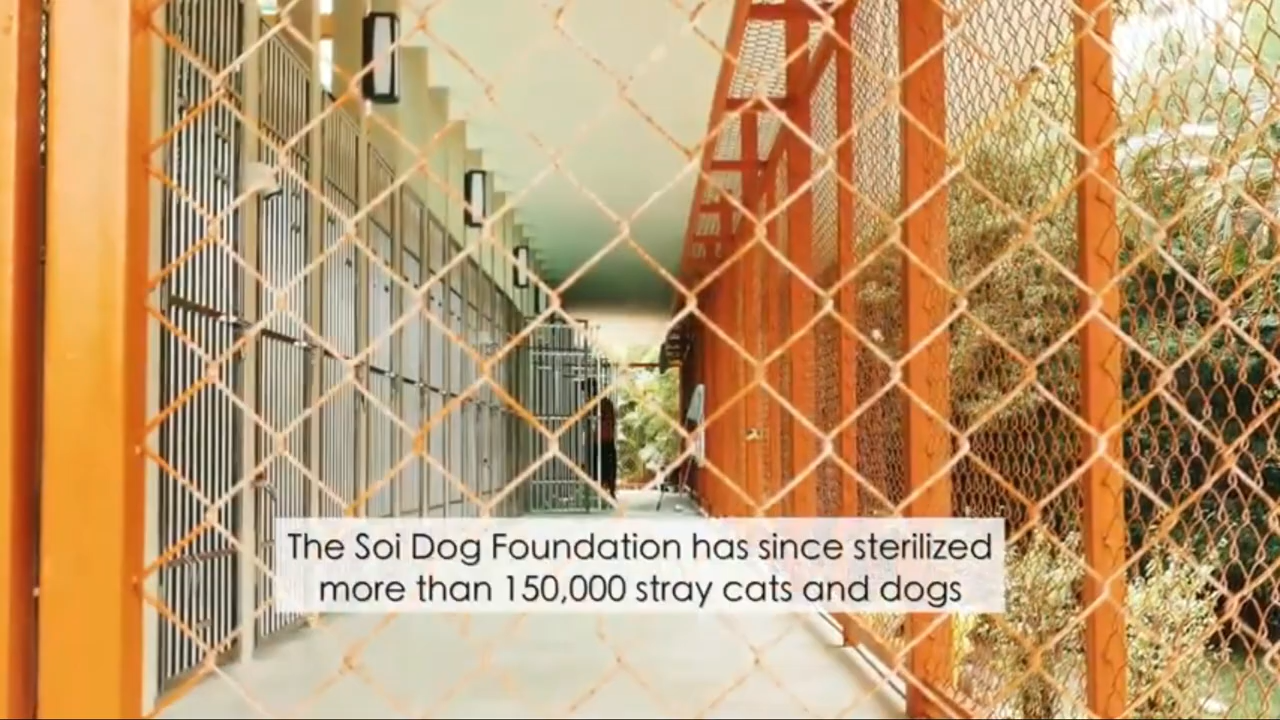 The Soi Dog Foundation has since sterilized
more than 150,000 stray cats and dogs